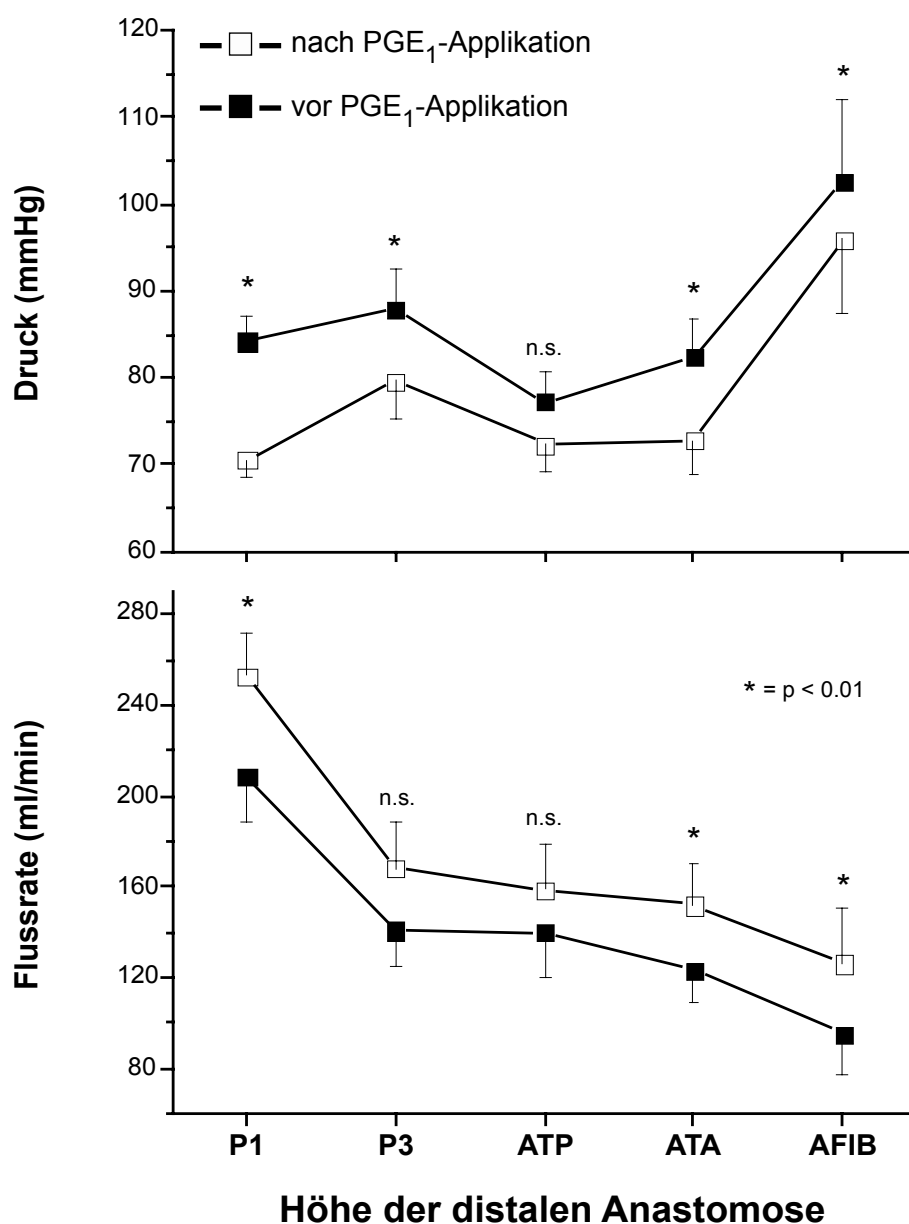 nach PGE1-Applikation
vor PGE1-Applikation
Druck (mmHg)
120
110
100
90
80
70
60
*
*
n.s.
*
*
Flussrate (ml/min)
280
240
200
160
120
80
*
n.s.
n.s.
*
*
* = p < 0.01
P1 P3 ATP ATA AFIB
Höhe der distalen Anastomose